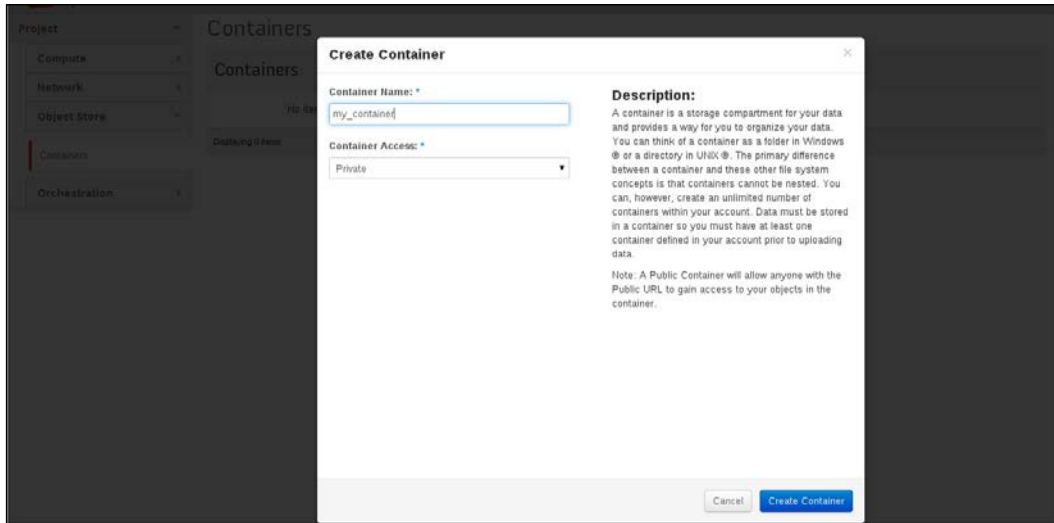 Project
Containers
Compute
Containers
Network
Object Store
Displaying 0 items
Containers
Orchestration
Create Container
×
Container Name: *
my_container
Container Access: *
Private
Description:
A container is a storage compartment for your data
and provides a way for you to organize your data.
You can think of a container as a folder in Windows
® or a directory in UNIX ®. The primary difference
between a container and these other file system
concepts is that containers cannot be nested. You
can, however, create an unlimited number of
containers within your account. Data must be stored
in a container so you must have at least one
container defined in your account prior to uploading
data.
Note: A Public Container will allow anyone with the
Public URL to gain access to your objects in the
container.
Cancel
Create Container